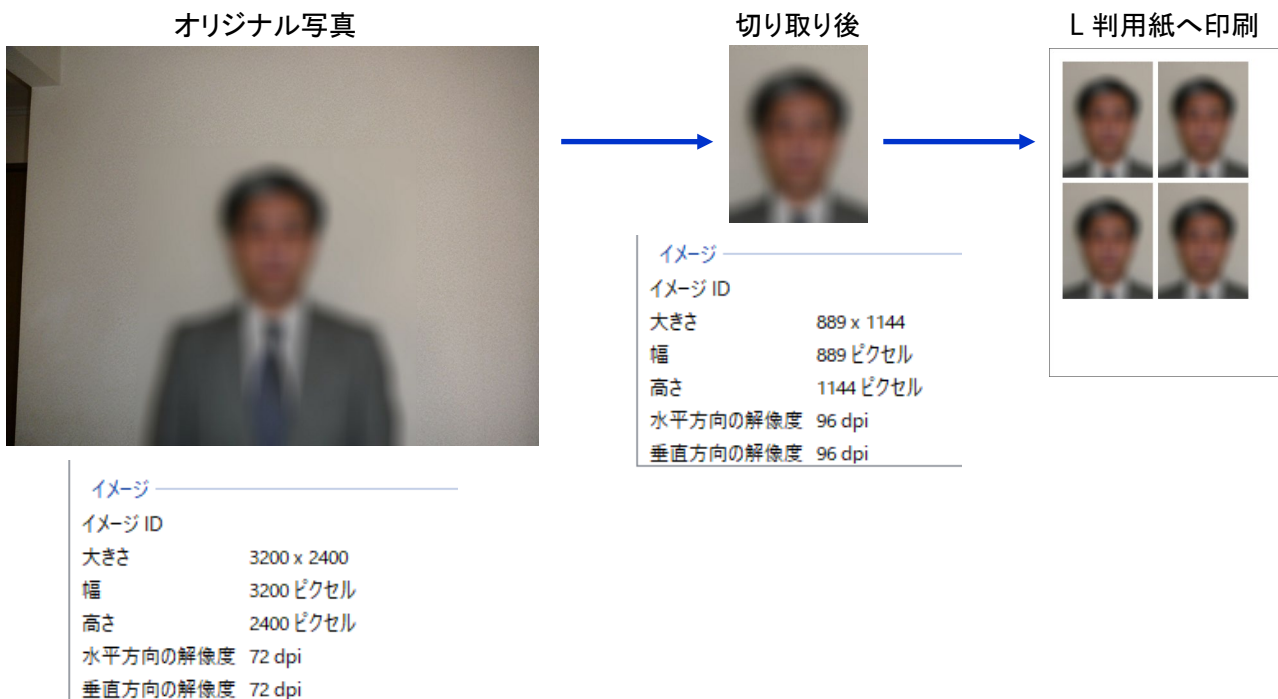 オリジナル写真
切り取り後
L 判用紙へ印刷
イメージ
イメージ ID
大きさ 889 x 1144
幅 889 ピクセル
高さ 1144 ピクセル
水平方向の解像度 96 dpi
垂直方向の解像度 96 dpi
イメージ
イメージ ID
大きさ 3200 x 2400
幅 3200 ピクセル
高さ 2400 ピクセル
水平方向の解像度 72 dpi
垂直方向の解像度 72 dpi